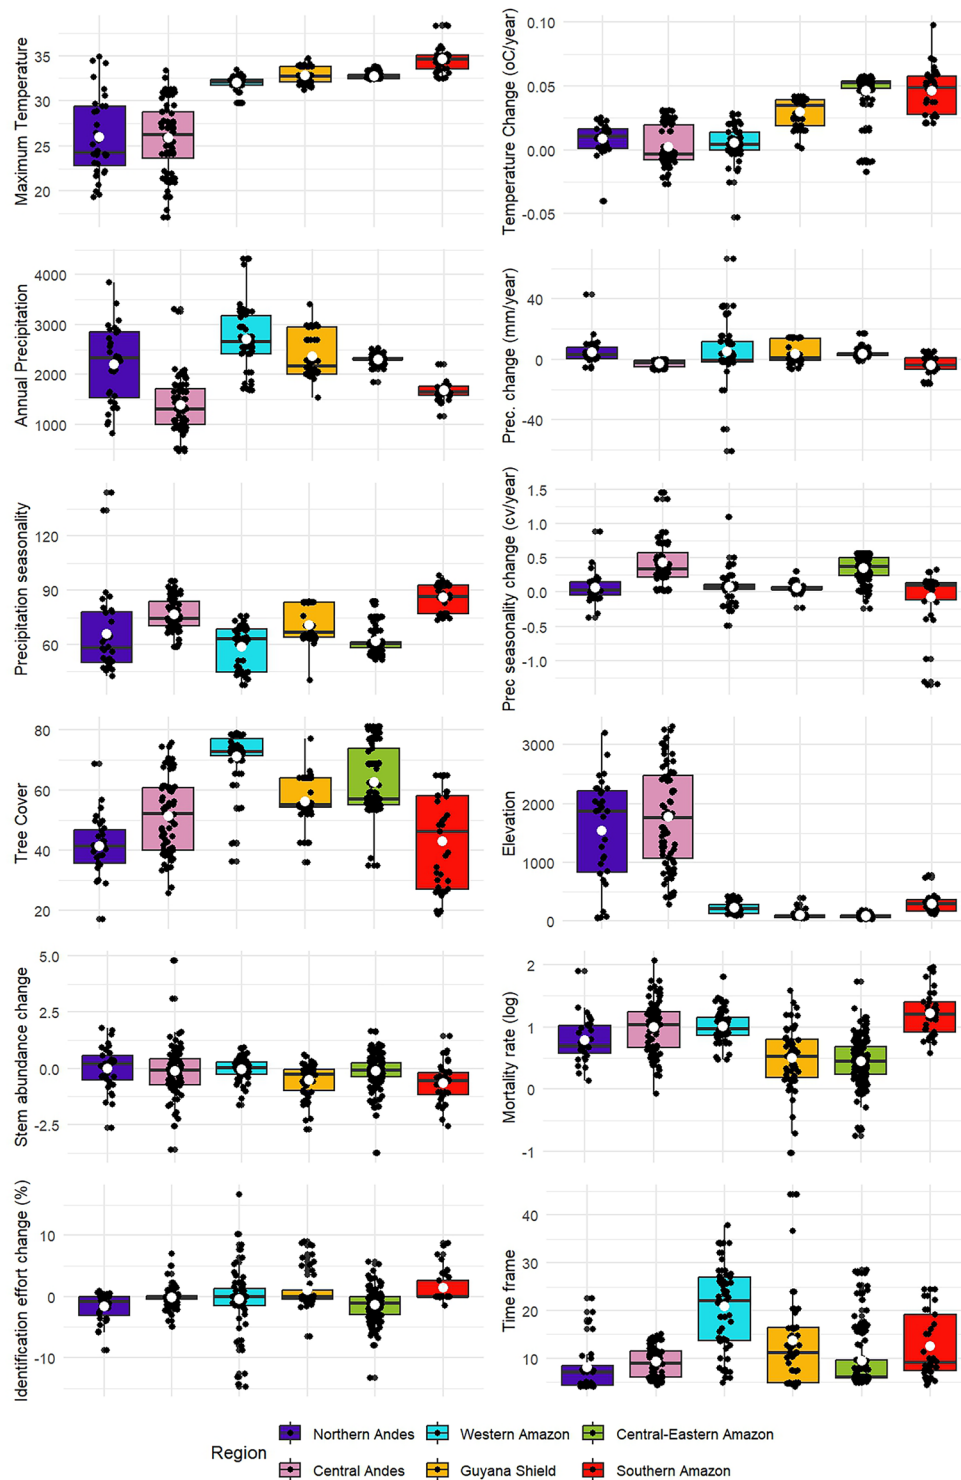 Maximum Temperature
35
30
25
20
Temperature Change (oC/year)
0.10
0.05
0.00
-0.05
Annual Precipitation
4000
3000
2000
1000
Prec. change (mm/year)
40
0
-40
Precipitation seasonality
120
90
60
Prec seasonality change (cv/year)
1.5
1.0
0.5
0.0
-0.5
-1.0
Tree Cover
80
60
40
20
Elevation
3000
2000
1000
0
Stem abundance change
5.0
2.5
0.0
-2.5
Mortality rate (log)
2
1
0
-1
Identification effort change (%)
10
0
-10
Time frame
40
30
20
10
Region
Northern Andes
Western Amazon
Central-Eastern Amazon
Central Andes
Guyana Shield
Southern Amazon